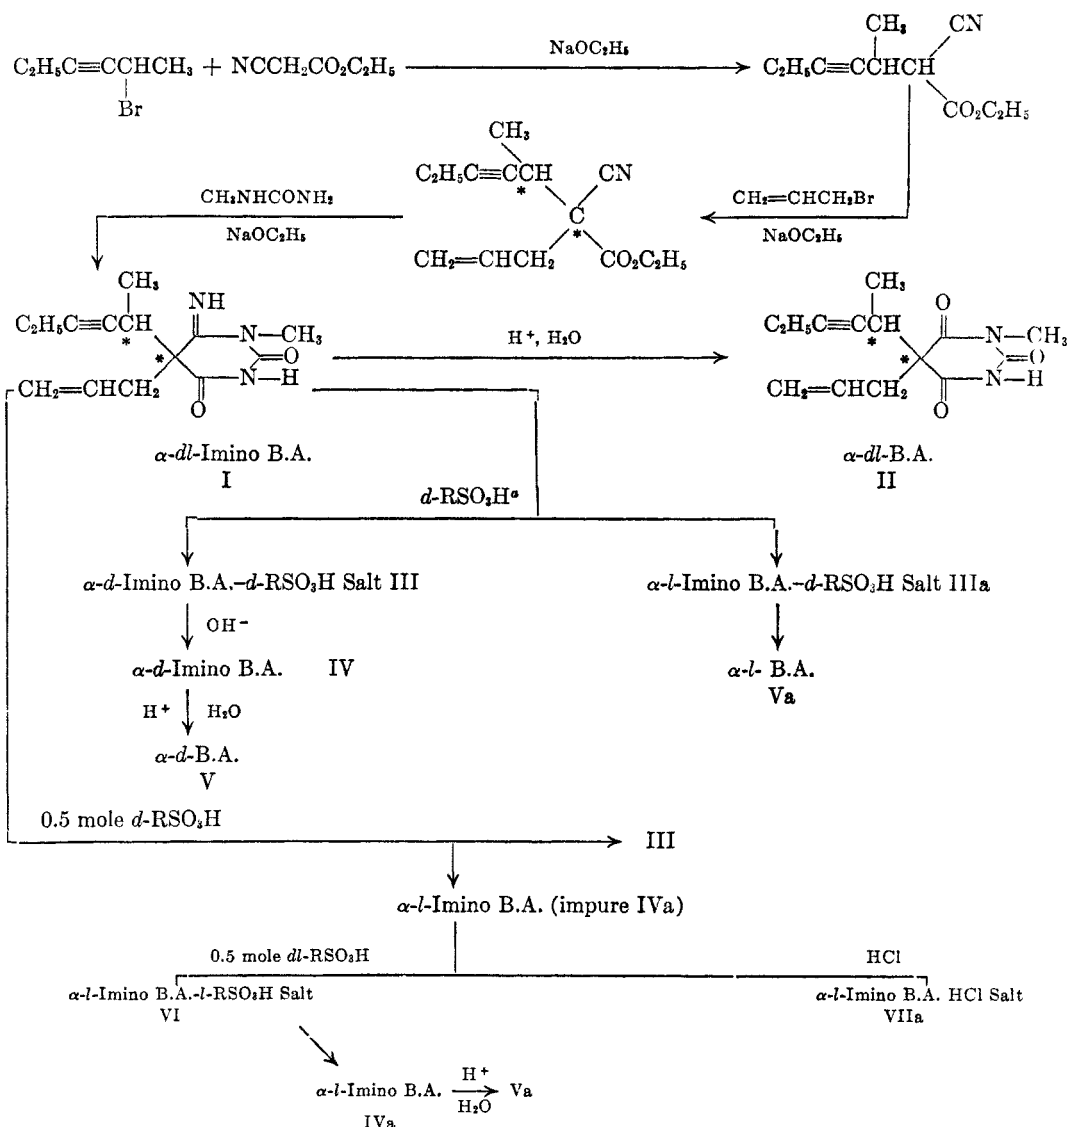 CH₃ CN
C₂H₅C≡CCHCH₃ + NCCH₂CO₂C₂H₅ NaOC₂H₅ C₂H₅C≡CCHCH
Br CO₂C₂H₅
CH₃
C₂H₅C≡CCH CN
*
CH₃NHCONH₂ C CH₂=CHCH₂Br
NaOC₂H₅ * NaOC₂H₅
CH₂=CHCH₂ CO₂C₂H₅
CH₃ NH CH₃ O
C₂H₅C≡CCH N—CH₃ H⁺, H₂O C₂H₅C≡CCH N—CH₃
* * O * * O
CH₂=CHCH₂ N—H CH₂=CHCH₂ N—H
O O
α-dl-Imino B.A. α-dl-B.A.
I II
d-RSO₃Hᵃ
α-d-Imino B.A.–d-RSO₃H Salt III α-l-Imino B.A.–d-RSO₃H Salt IIIa
OH⁻
α-d-Imino B.A. IV α-l- B.A.
Va
H⁺ H₂O
α-d-B.A.
V
0.5 mole d-RSO₃H III
α-l-Imino B.A. (impure IVa)
0.5 mole dl-RSO₃H HCl
α-l-Imino B.A.-l-RSO₃H Salt α-l-Imino B.A. HCl Salt
VI VIIa
α-l-Imino B.A. H⁺ Va
H₂O
IVa